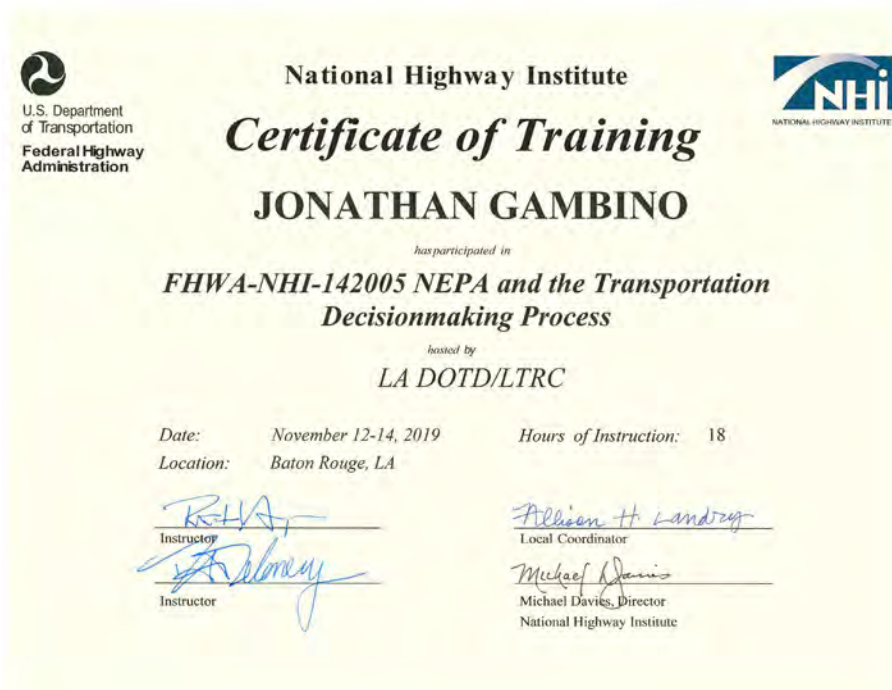 U.S. Department
of Transportation
Federal Highway
Administration
National Highway Institute
NHi
NATIONAL HIGHWAY INSTITUTE
Certificate of Training
JONATHAN GAMBINO
has participated in
FHWA-NHI-142005 NEPA and the Transportation
Decisionmaking Process
hosted by
LA DOTD/LTRC
Date: November 12-14, 2019 Hours of Instruction: 18
Location: Baton Rouge, LA
Instructor
Allison H. Landry
Local Coordinator
Instructor
Michael Davies
Michael Davies, Director
National Highway Institute